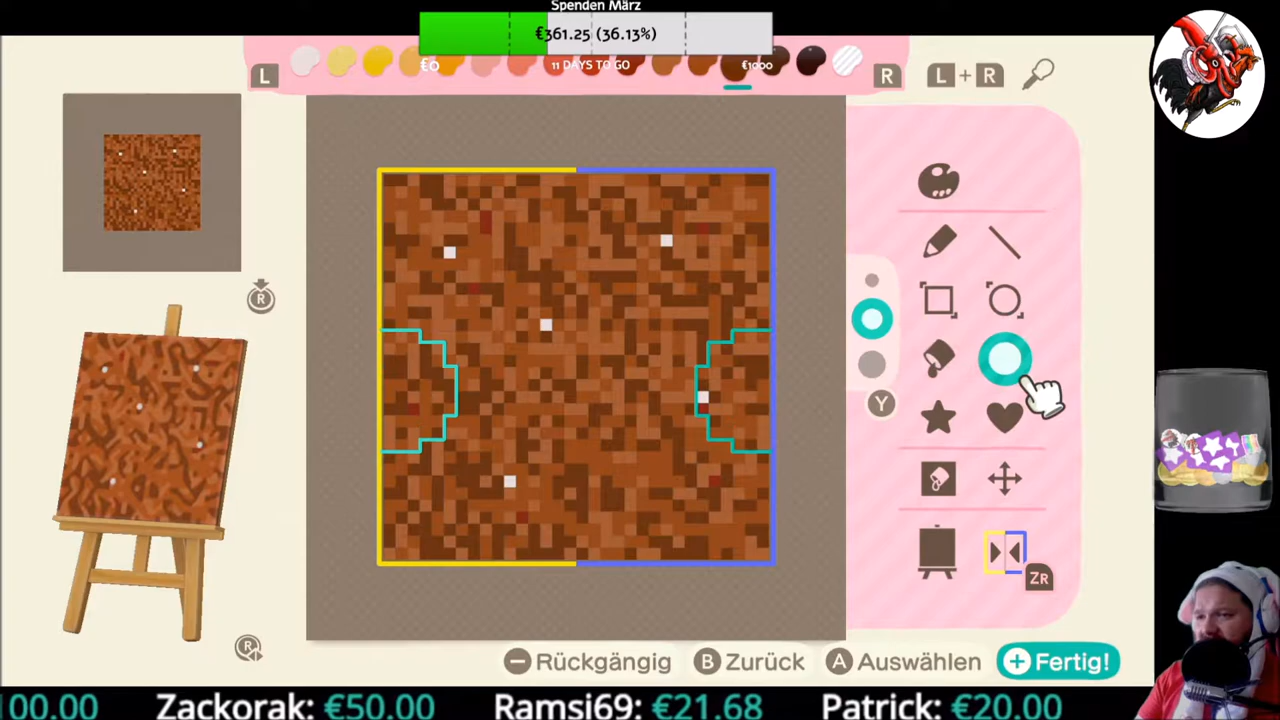 Spenden März
€361.25 (36.13%)
€0 11 DAYS TO GO €1000
L R L + R
R
Y
ZR
R
Rückgängig B Zurück A Auswählen Fertig!
100.00 Zackorak: €50.00 Ramsi69: €21.68 Patrick: €20.00